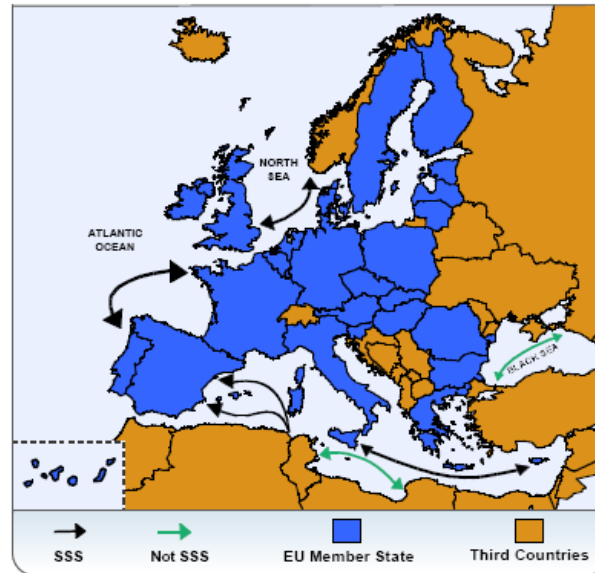 NORTH
SEA
ATLANTIC
OCEAN
BLACK SEA
SSS
Not SSS
EU Member State
Third Countries